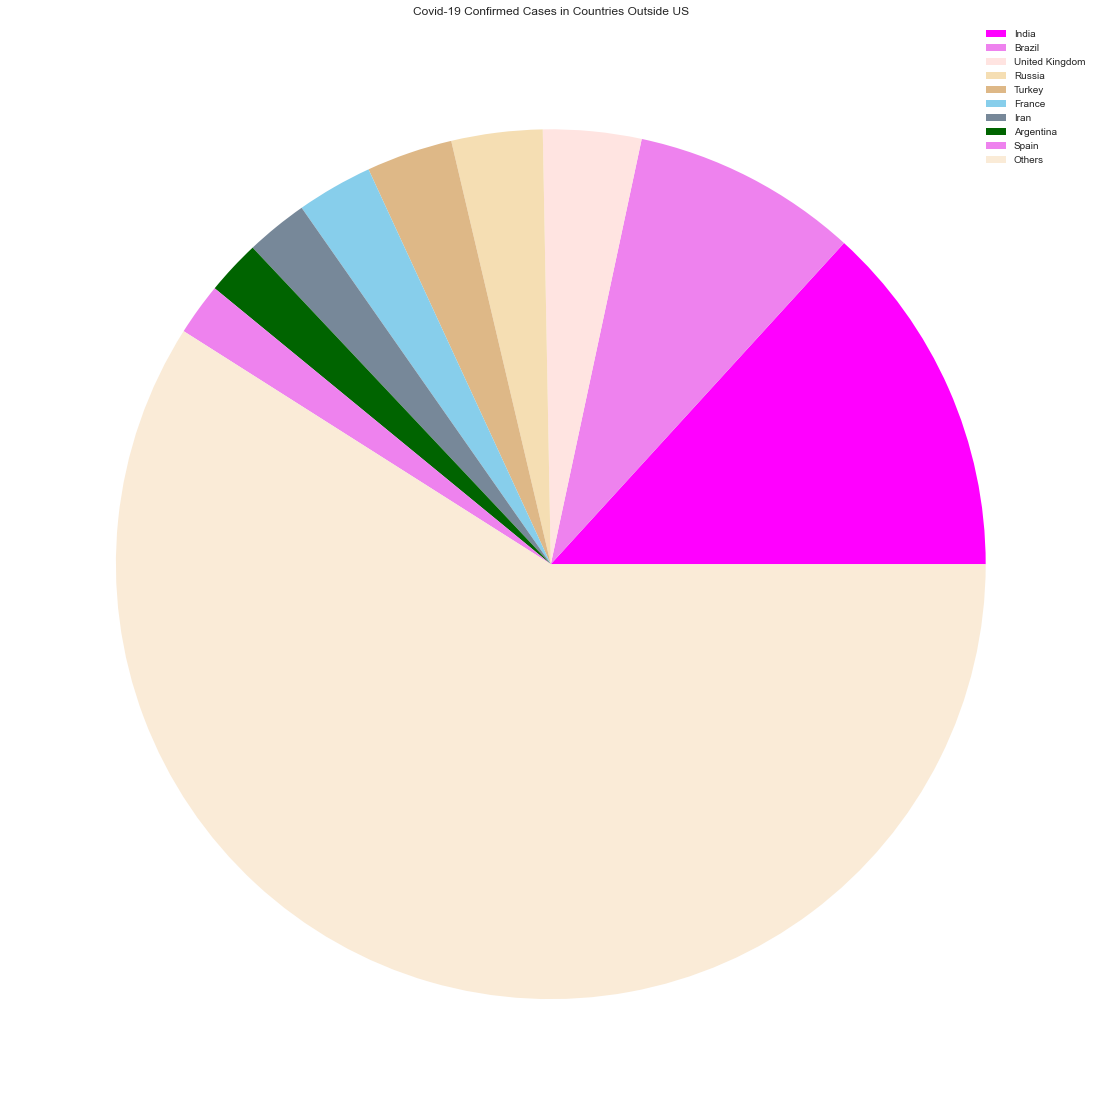 Covid-19 Confirmed Cases in Countries Outside US
India
Brazil
United Kingdom
Russia
Turkey
France
Iran
Argentina
Spain
Others